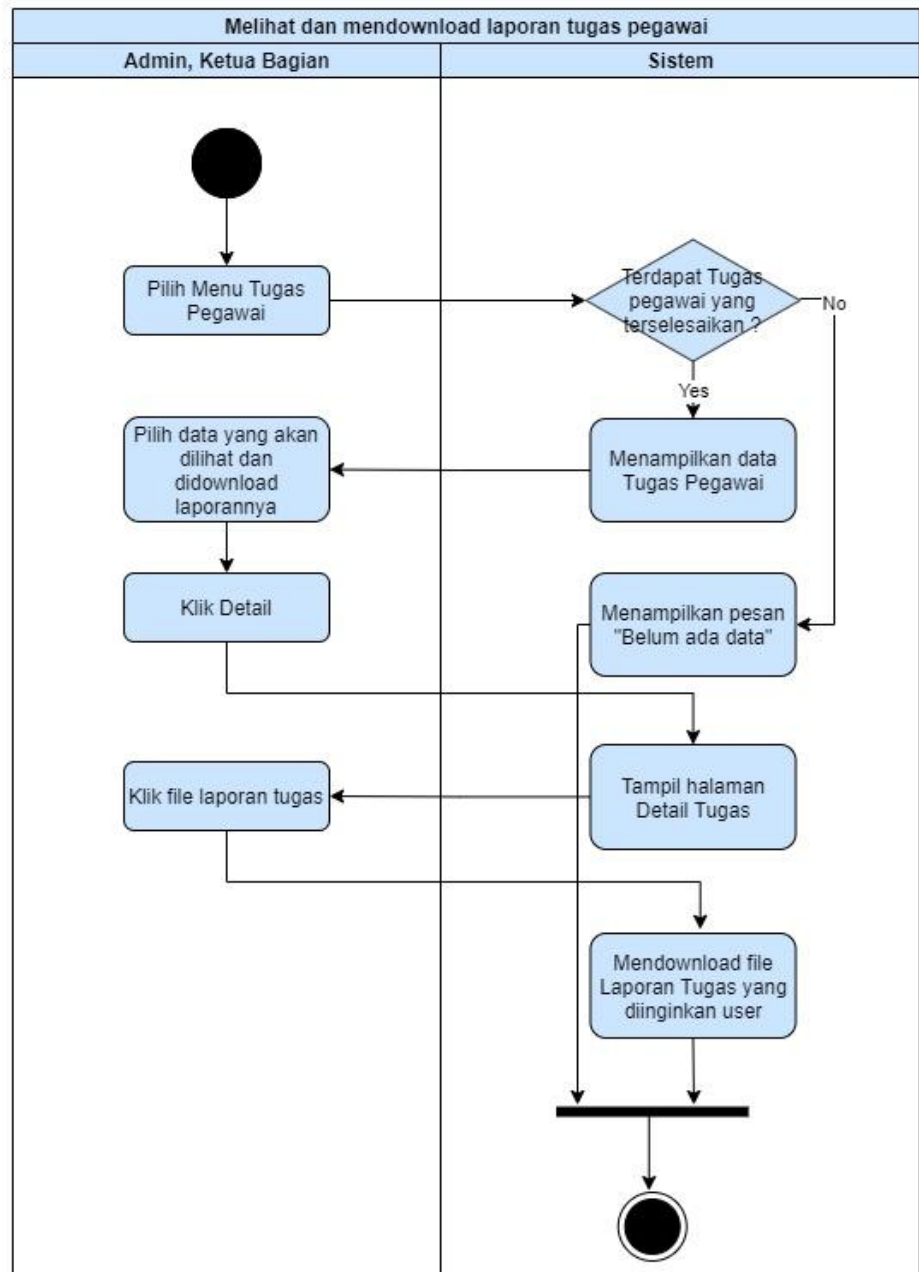 Melihat dan mendownload laporan tugas pegawai
Admin, Ketua Bagian
Sistem
Pilih Menu Tugas
Pegawai
Terdapat Tugas
pegawai yang
terselesaikan ?
No
Yes
Pilih data yang akan
dilihat dan
didownload
laporannya
Menampilkan data
Tugas Pegawai
Klik Detail
Menampilkan pesan
"Belum ada data"
Klik file laporan tugas
Tampil halaman
Detail Tugas
Mendownload file
Laporan Tugas yang
diinginkan user